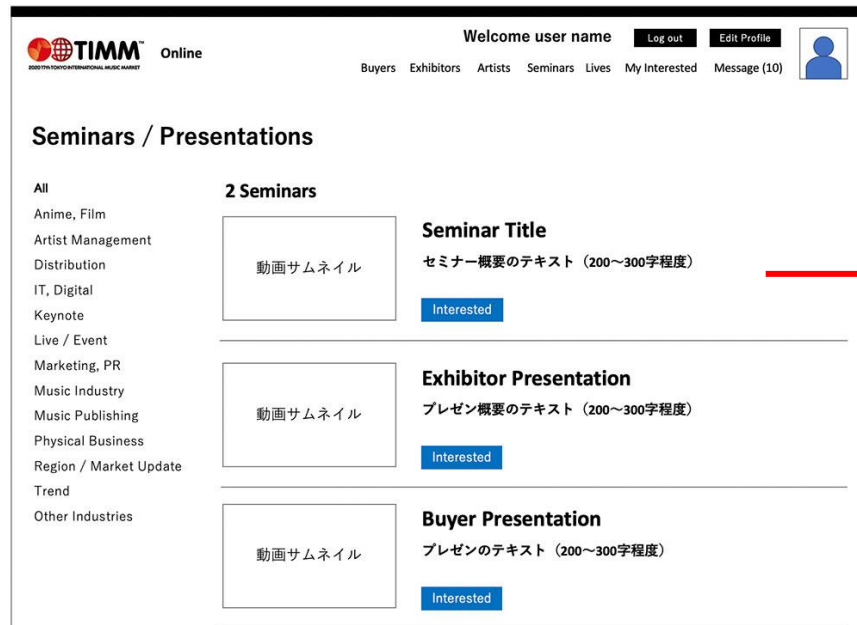 TIMM™ Online
2020 17th TOKYO INTERNATIONAL MUSIC MARKET
Welcome user name Log out Edit Profile
Buyers Exhibitors Artists Seminars Lives My Interested Message (10)
Seminars / Presentations
All
Anime, Film
Artist Management
Distribution
IT, Digital
Keynote
Live / Event
Marketing, PR
Music Industry
Music Publishing
Physical Business
Region / Market Update
Trend
Other Industries
2 Seminars
動画サムネイル
Seminar Title
セミナー概要のテキスト（200〜300字程度）
Interested
動画サムネイル
Exhibitor Presentation
プレゼン概要のテキスト（200〜300字程度）
Interested
動画サムネイル
Buyer Presentation
プレゼンのテキスト（200〜300字程度）
Interested